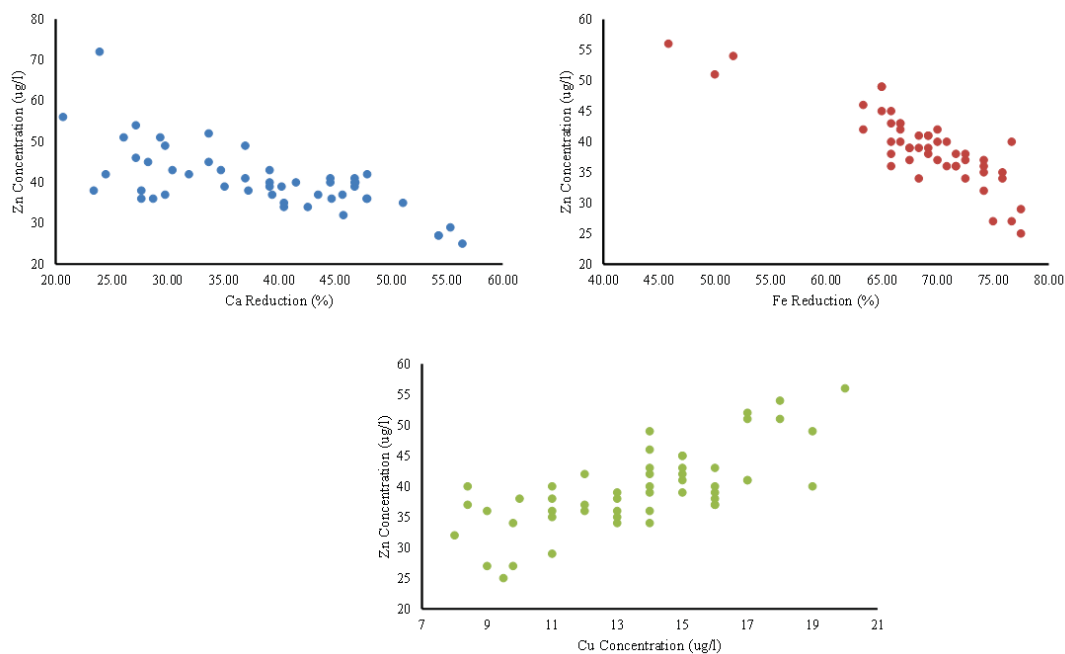 80
70
60
50
40
30
20
Zn Concentration (ug/l)
20.00 25.00 30.00 35.00 40.00 45.00 50.00 55.00 60.00
Ca Reduction (%)
60
55
50
45
40
35
30
25
20
Zn Concentration (ug/l)
40.00 45.00 50.00 55.00 60.00 65.00 70.00 75.00 80.00
Fe Reduction (%)
60
55
50
45
40
35
30
25
20
Zn Concentration (ug/l)
7 9 11 13 15 17 19 21
Cu Concentration (ug/l)